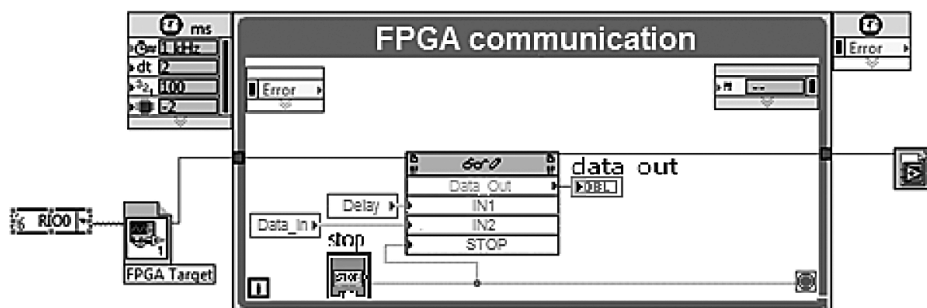 ms
FPGA communication
1 kHz
dt 2
100
-2
Error
Error
--
data out
Data_Out
DBL
Delay
IN1
Data_In
IN2
STOP
stop
STOP
RIO0
1
FPGA Target
i